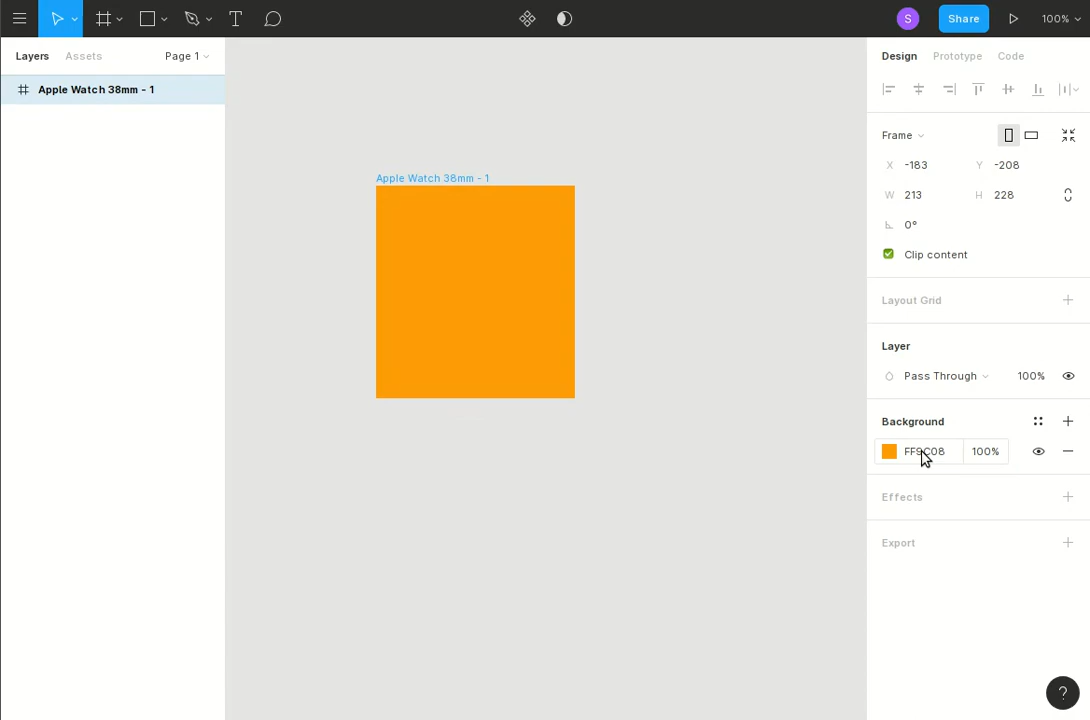 S
Share
100%
Layers
Assets
Page 1
Design
Prototype
Code
Apple Watch 38mm - 1
Apple Watch 38mm - 1
Frame
X -183 Y -208
W 213 H 228
0°
Clip content
Layout Grid
Layer
Pass Through 100%
Background
FF9C08 100%
Effects
Export
?